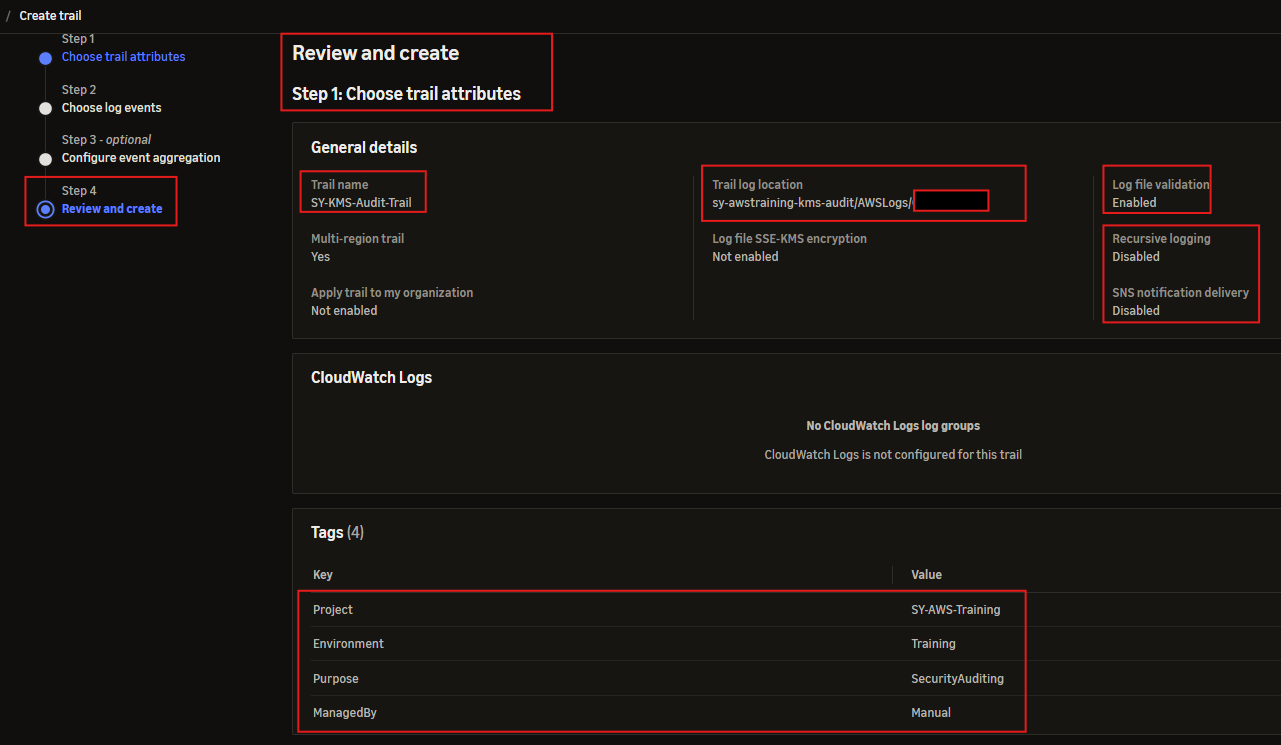 / Create trail
Step 1
Choose trail attributes
Step 2
Choose log events
Step 3 - optional
Configure event aggregation
Step 4
Review and create
Review and create
Step 1: Choose trail attributes
General details
Trail name
SY-KMS-Audit-Trail
Multi-region trail
Yes
Apply trail to my organization
Not enabled
Trail log location
sy-awstraining-kms-audit/AWSLogs/
Log file SSE-KMS encryption
Not enabled
Log file validation
Enabled
Recursive logging
Disabled
SNS notification delivery
Disabled
CloudWatch Logs
No CloudWatch Logs log groups
CloudWatch Logs is not configured for this trail
Tags (4)
Key Value
Project SY-AWS-Training
Environment Training
Purpose SecurityAuditing
ManagedBy Manual